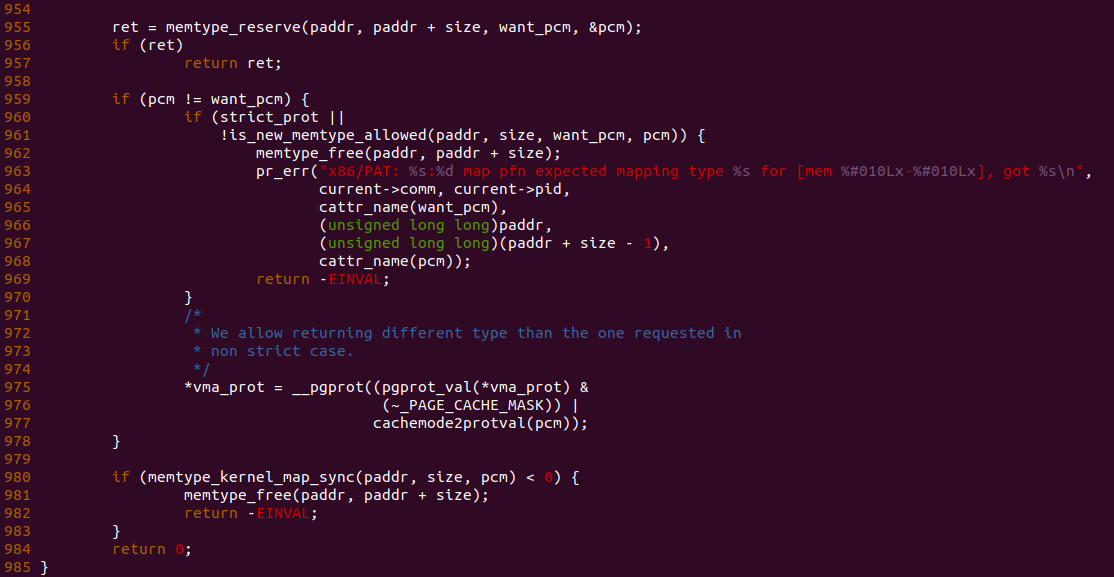 954
955         ret = memtype_reserve(paddr, paddr + size, want_pcm, &pcm);
956         if (ret)
957                 return ret;
958
959         if (pcm != want_pcm) {
960                 if (strict_prot ||
961                     !is_new_memtype_allowed(paddr, size, want_pcm, pcm)) {
962                         memtype_free(paddr, paddr + size);
963                         pr_err("x86/PAT: %s:%d map pfn expected mapping type %s for [mem %#010Lx-%#010Lx], got %s\n",
964                                current->comm, current->pid,
965                                cattr_name(want_pcm),
966                                (unsigned long long)paddr,
967                                (unsigned long long)(paddr + size - 1),
968                                cattr_name(pcm));
969                         return -EINVAL;
970                 }
971                 /*
972                  * We allow returning different type than the one requested in
973                  * non strict case.
974                  */
975                 *vma_prot = __pgprot((pgprot_val(*vma_prot) &
976                                       (~_PAGE_CACHE_MASK)) |
977                                      cachemode2protval(pcm));
978         }
979
980         if (memtype_kernel_map_sync(paddr, size, pcm) < 0) {
981                 memtype_free(paddr, paddr + size);
982                 return -EINVAL;
983         }
984         return 0;
985 }